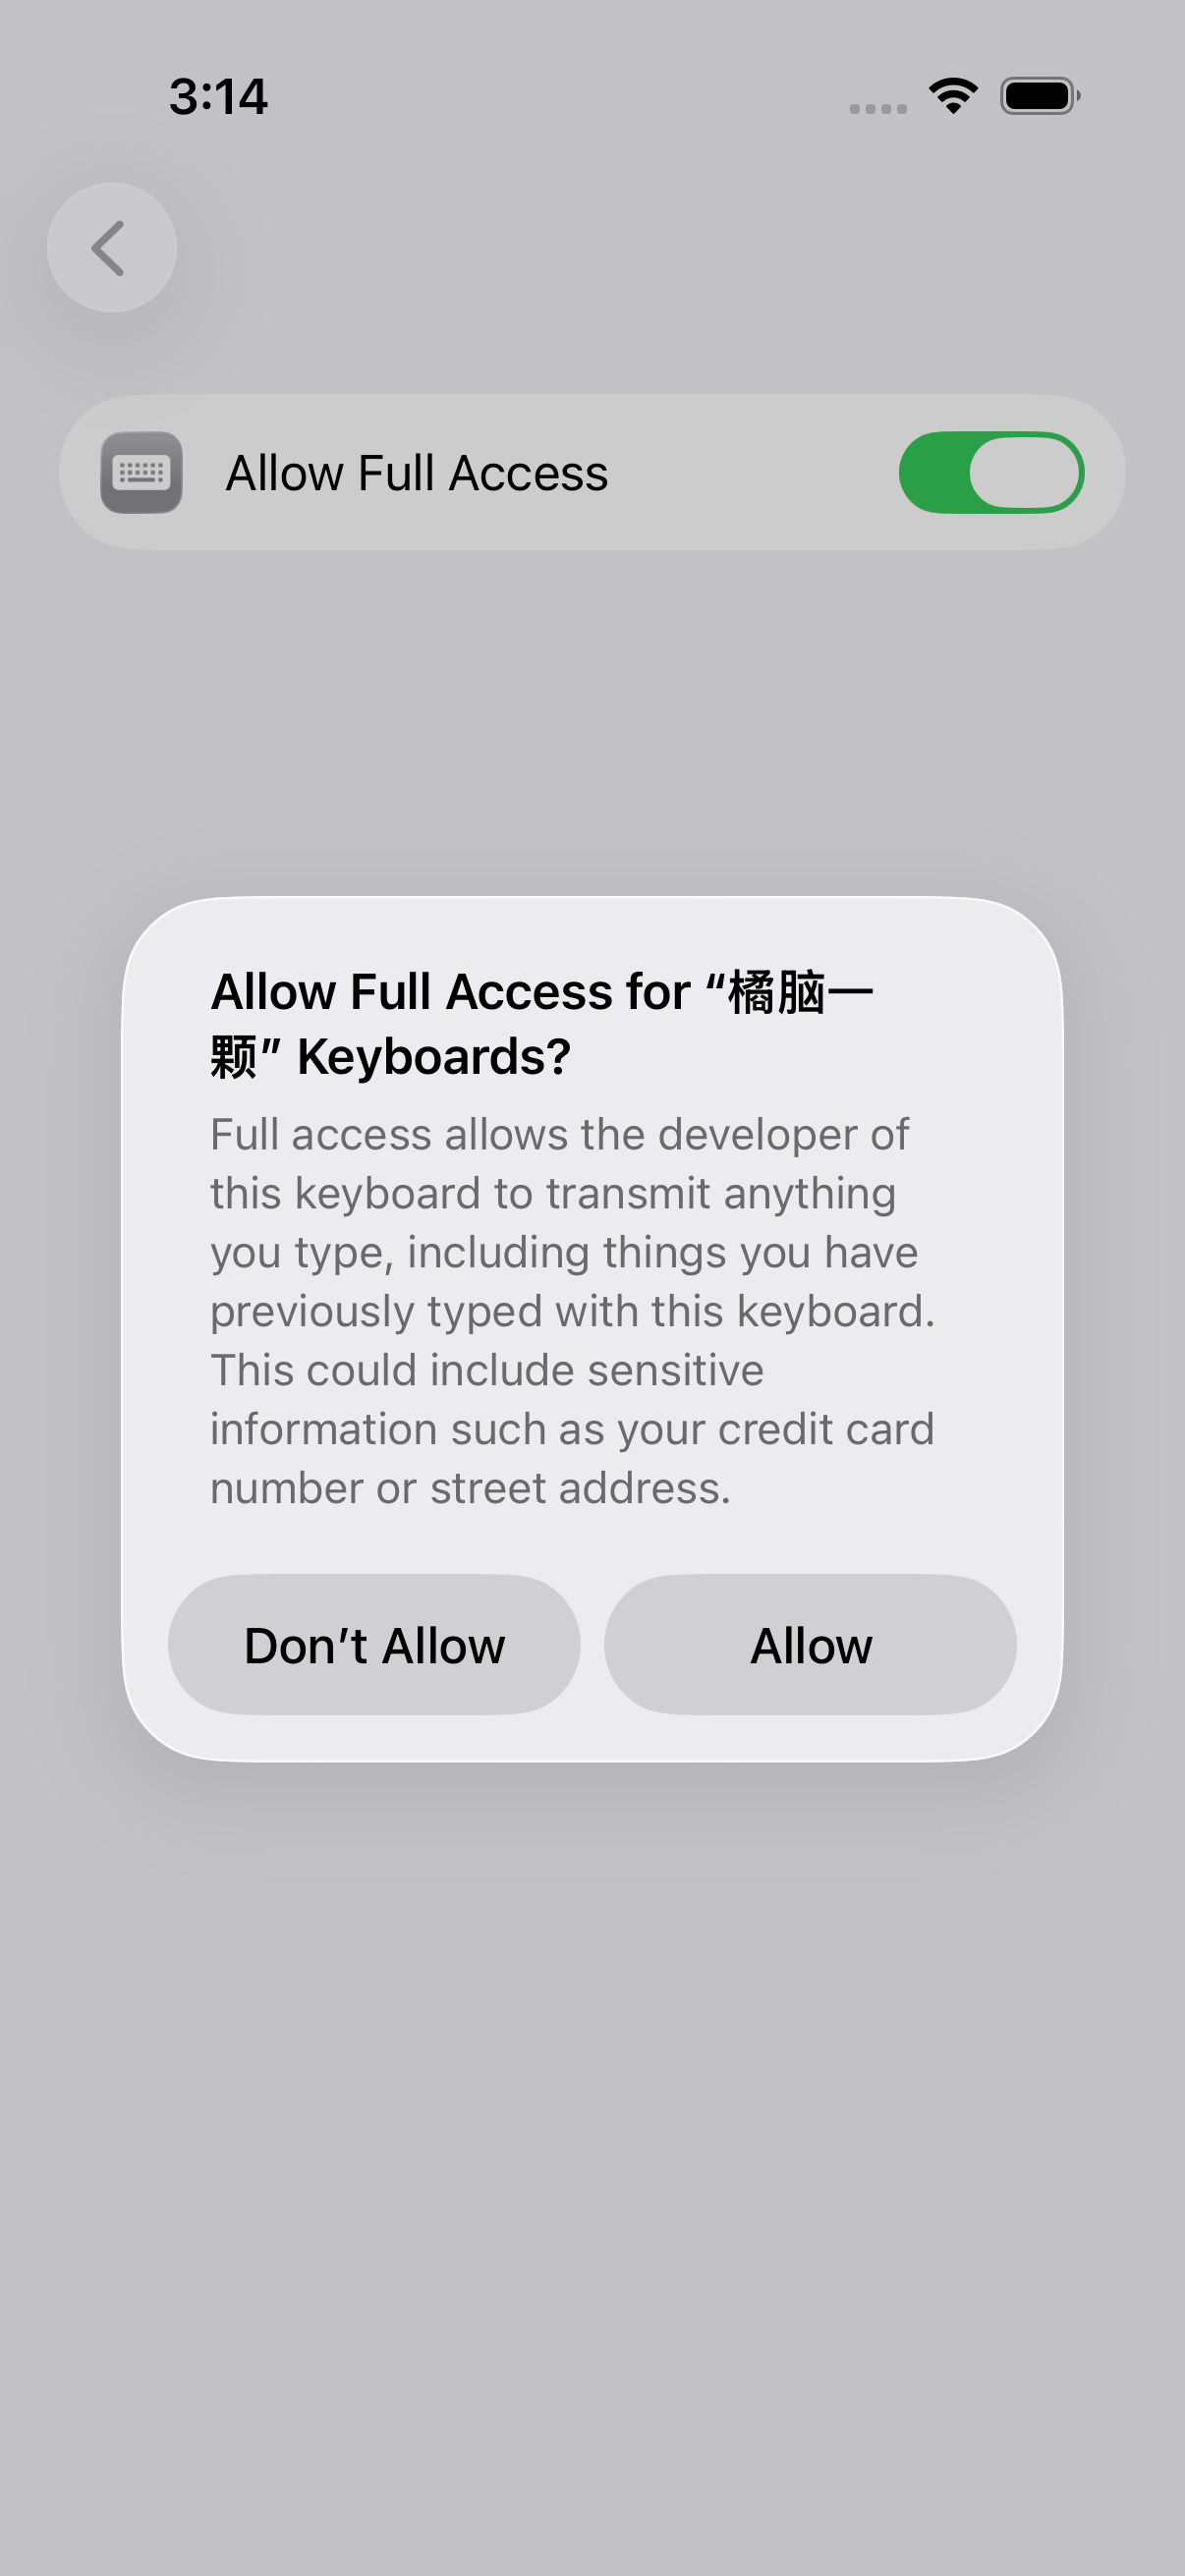 3:14
Allow Full Access
Allow Full Access for “橘脑一
颗” Keyboards?
Full access allows the developer of
this keyboard to transmit anything
you type, including things you have
previously typed with this keyboard.
This could include sensitive
information such as your credit card
number or street address.
Don’t Allow
Allow